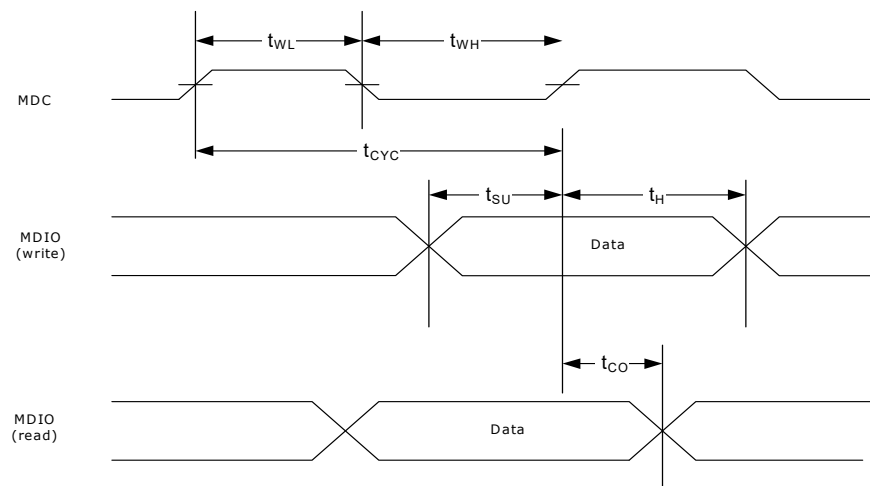 tWL
tWH
MDC
tCYC
tSU
tH
MDIO
(write)
Data
tCO
MDIO
(read)
Data